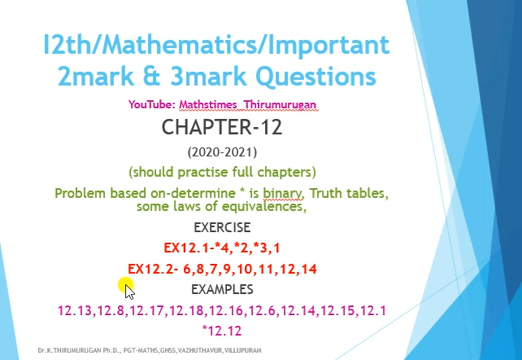 I2th/Mathematics/Important
2mark & 3mark Questions
YouTube: Mathstimes_Thirumurugan
CHAPTER-12
(2020-2021)
(should practise full chapters)
Problem based on-determine * is binary, Truth tables,
some laws of equivalences,
EXERCISE
EX12.1-*4,*2,*3,1
EX12.2- 6,8,7,9,10,11,12,14
EXAMPLES
12.13,12.8,12.17,12.18,12.16,12.6,12.14,12.15,12.1
*12.12
Dr.K.THIRUMURUGAN Ph.D., PGT-MATHS,GHSS,VAZHUTHAVUR,VILLUPURAM